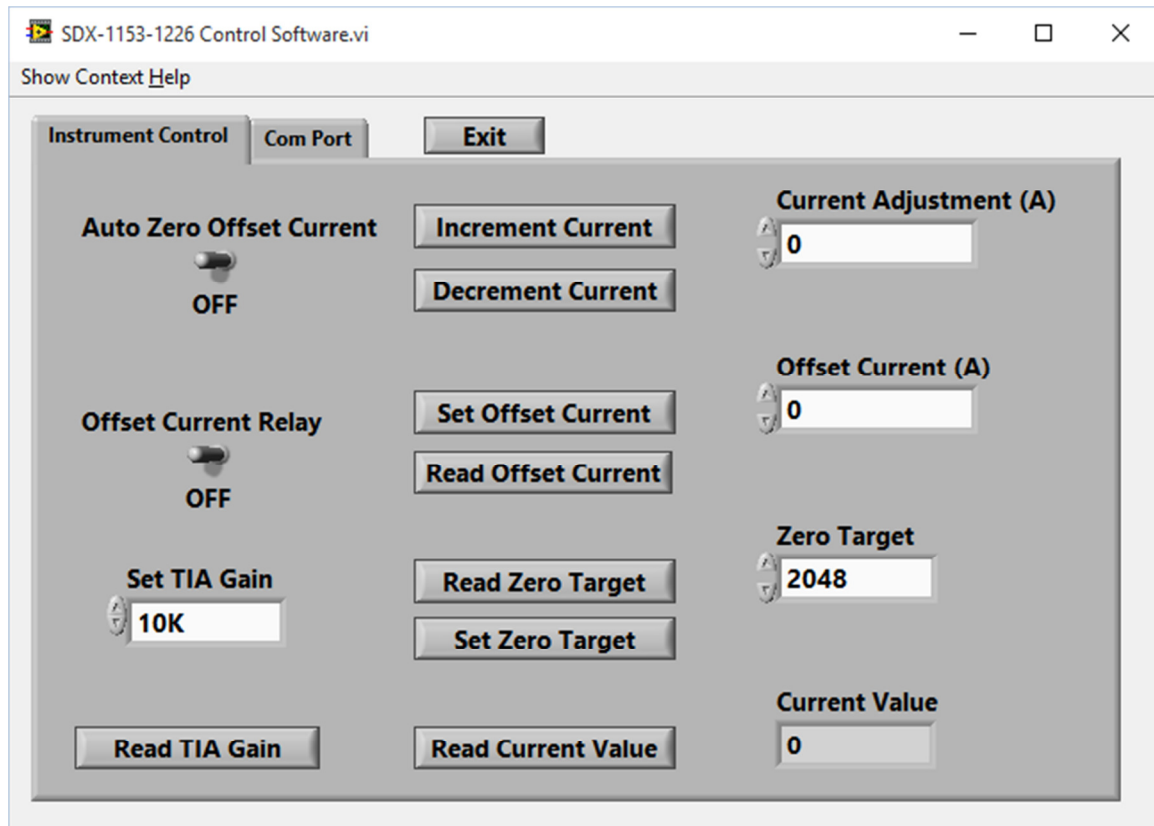 SDX-1153-1226 Control Software.vi
Show Context Help
Instrument Control
Com Port
Exit
Auto Zero Offset Current
OFF
Increment Current
Decrement Current
Current Adjustment (A)
0
Offset Current Relay
OFF
Set Offset Current
Read Offset Current
Offset Current (A)
0
Set TIA Gain
10K
Read Zero Target
Set Zero Target
Zero Target
2048
Read TIA Gain
Read Current Value
Current Value
0